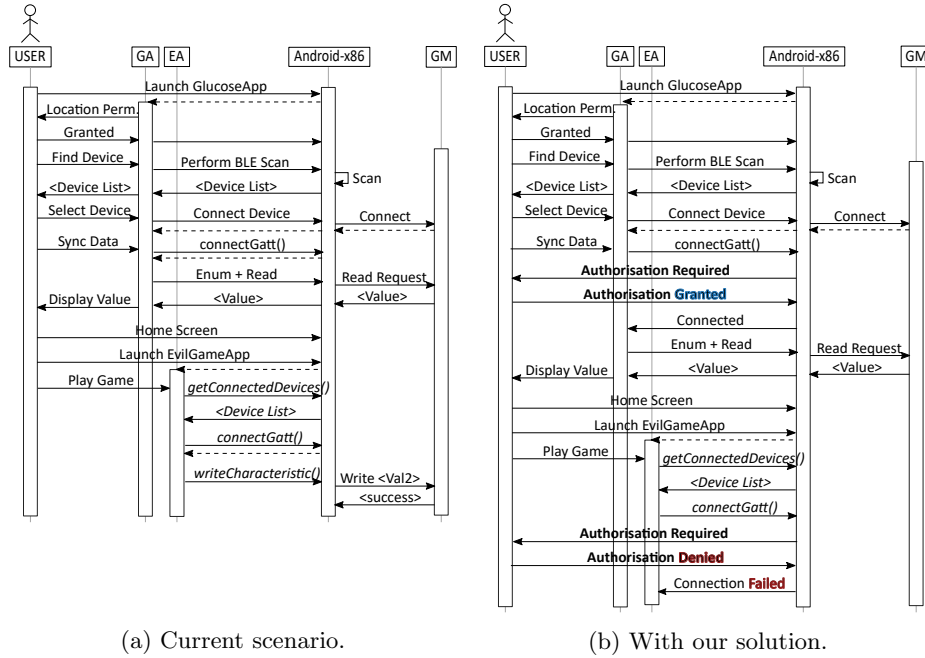 USER
GA
EA
Android-x86
GM
Launch GlucoseApp
Location Perm.
Granted
Find Device
Perform BLE Scan
Scan
<Device List>
<Device List>
Select Device
Connect Device
Connect
Sync Data
connectGatt()
Enum + Read
Read Request
Display Value
<Value>
<Value>
Home Screen
Launch EvilGameApp
Play Game
getConnectedDevices()
<Device List>
connectGatt()
writeCharacteristic()
Write <Val2>
<success>
(a) Current scenario.
USER
GA
EA
Android-x86
GM
Launch GlucoseApp
Location Perm.
Granted
Find Device
Perform BLE Scan
Scan
<Device List>
<Device List>
Select Device
Connect Device
Connect
Sync Data
connectGatt()
Authorisation Required
Authorisation Granted
Connected
Enum + Read
Read Request
Display Value
<Value>
<Value>
Home Screen
Launch EvilGameApp
Play Game
getConnectedDevices()
<Device List>
connectGatt()
Authorisation Required
Authorisation Denied
Connection Failed
(b) With our solution.